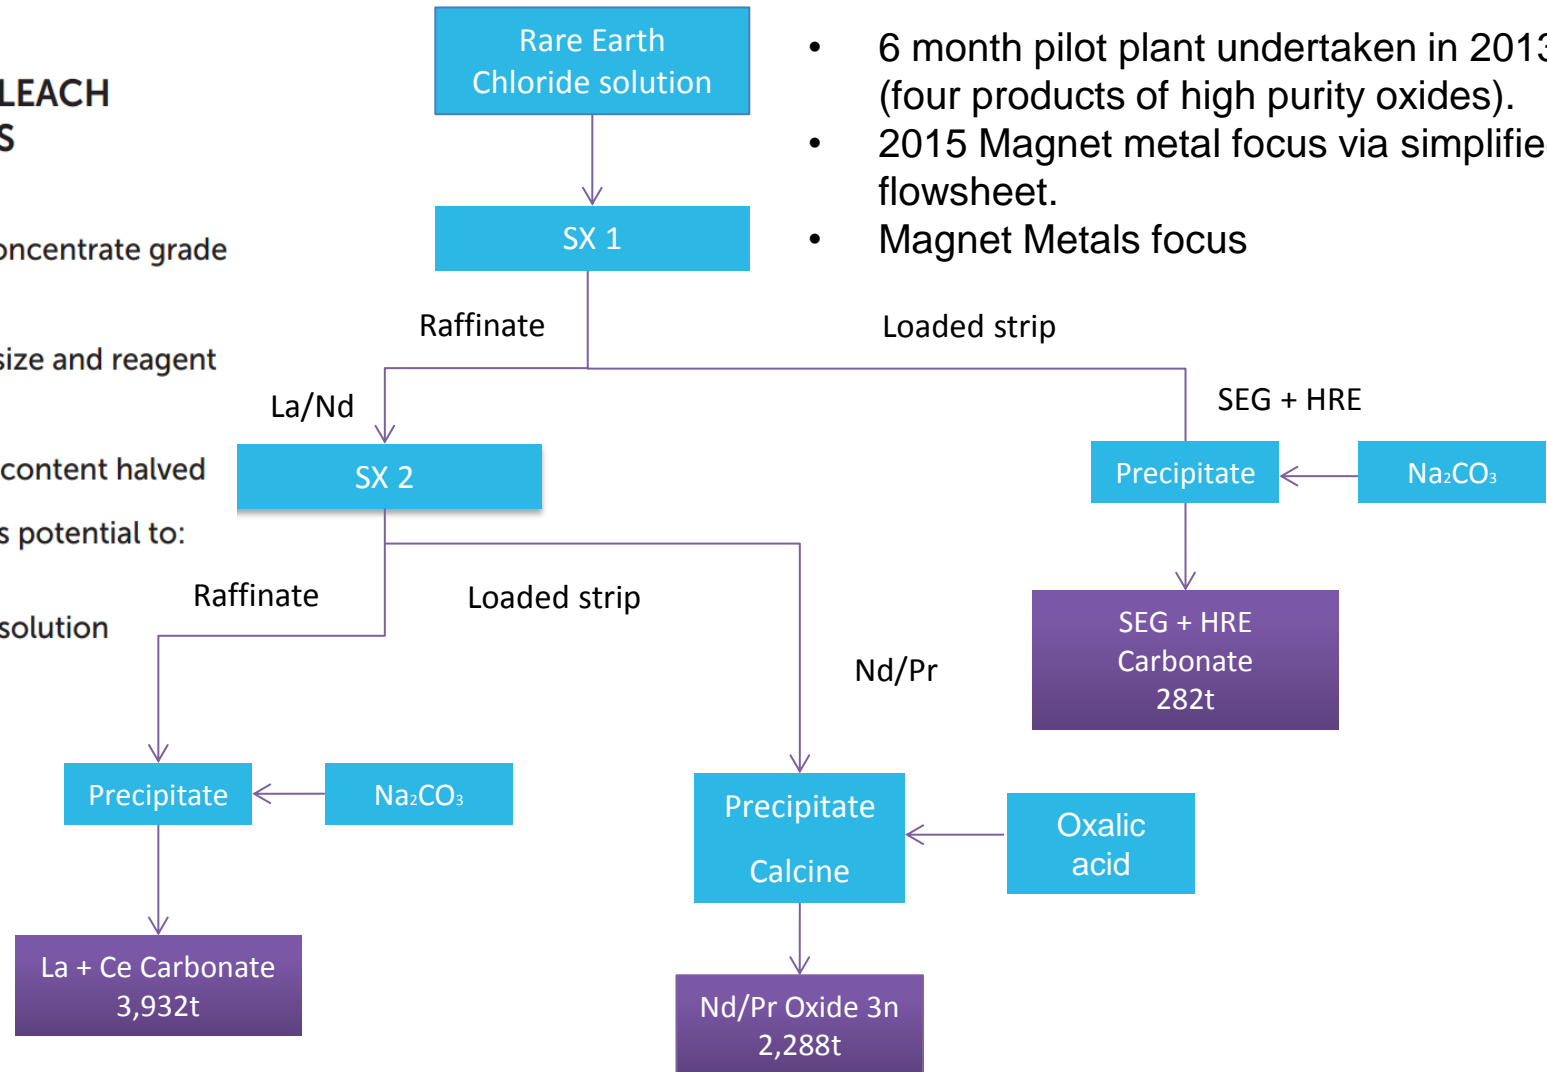 LEACH
S
oncentrate grade
size and reagent
content halved
s potential to:
solution
Rare Earth
Chloride solution
• 6 month pilot plant undertaken in 2013
(four products of high purity oxides).
• 2015 Magnet metal focus via simplified
flowsheet.
• Magnet Metals focus
SX 1
Raffinate
Loaded strip
La/Nd
SEG + HRE
SX 2
Precipitate
Na₂CO₃
Raffinate
Loaded strip
Nd/Pr
SEG + HRE
Carbonate
282t
Precipitate
Na₂CO₃
Precipitate
Calcine
Oxalic
acid
La + Ce Carbonate
3,932t
Nd/Pr Oxide 3n
2,288t